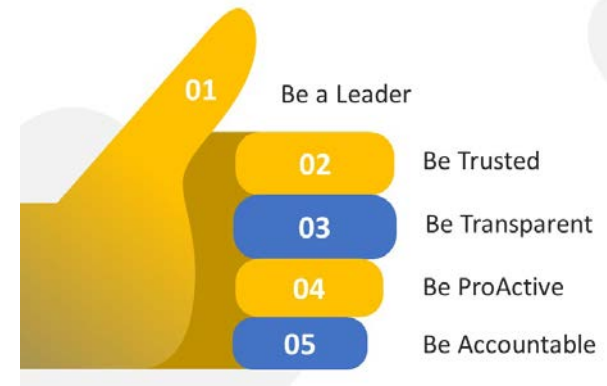 01 Be a Leader
02 Be Trusted
03 Be Transparent
04 Be ProActive
05 Be Accountable